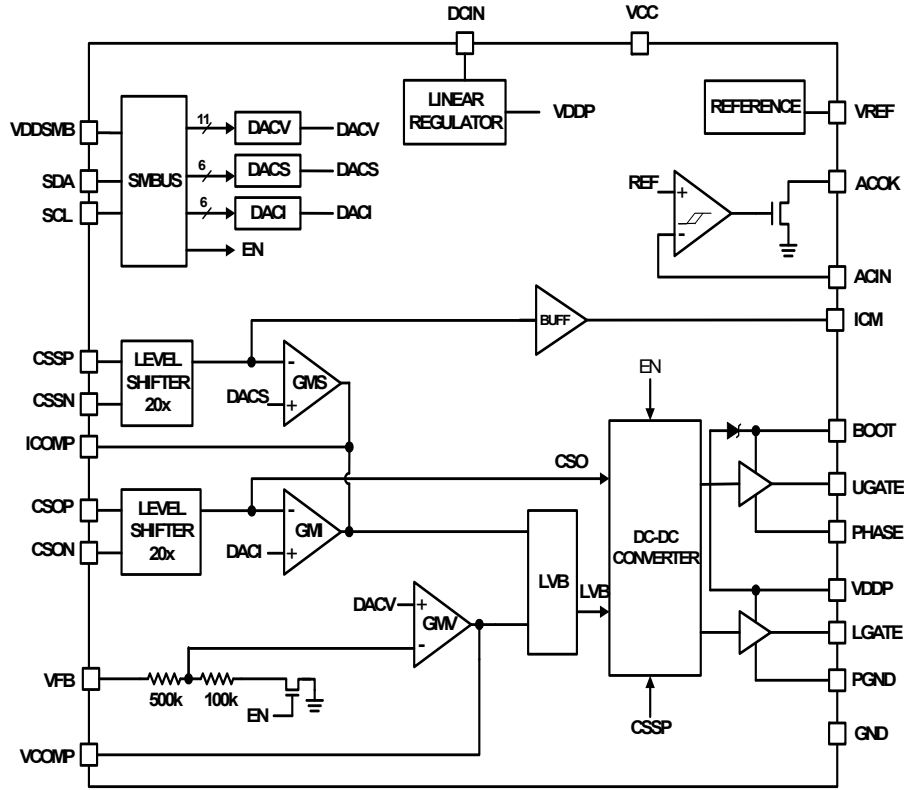 DCIN
VCC
VDDSMB
SDA
SCL
SMBUS
11
DACV
DACV
6
DACS
DACS
6
DACI
DACI
EN
LINEAR
REGULATOR
VDDP
REFERENCE
VREF
REF
+
-
ACOK
ACIN
BUFF
ICM
CSSP
CSSN
LEVEL
SHIFTER
20x
-
GMS
DACS
+
ICOMP
CSOP
CSON
LEVEL
SHIFTER
20x
CSO
-
GMI
DACI
+
EN
DC-DC
CONVERTER
LVB
LVB
CSSP
BOOT
UGATE
PHASE
VDDP
LGATE
PGND
GND
DACV
+
GMV
-
VFB
500k
100k
EN
VCOMP